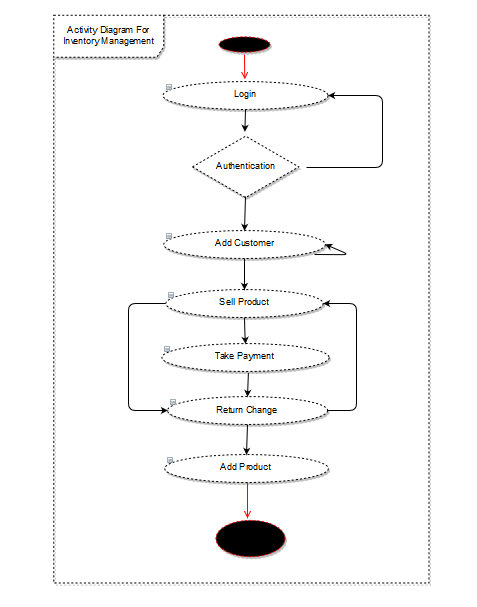 Activity Diagram For
Inventory Management
Login
Authentication
Add Customer
Sell Product
Take Payment
Return Change
Add Product